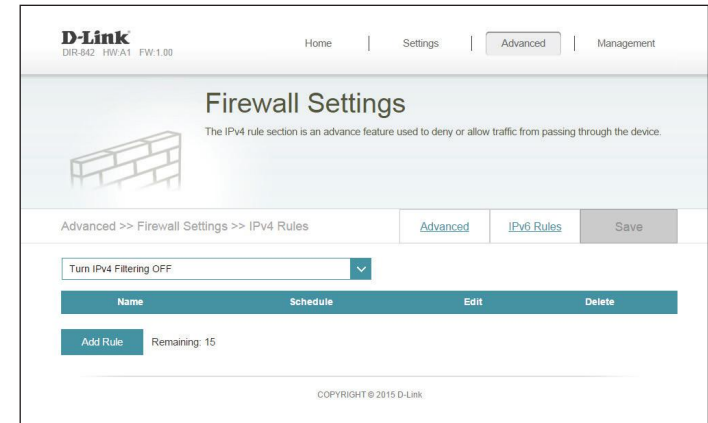 D-Link
DIR-842 HW:A1 FW:1.00
Home
Settings
Advanced
Management
Firewall Settings
The IPv4 rule section is an advance feature used to deny or allow traffic from passing through the device.
Advanced >> Firewall Settings >> IPv4 Rules
Advanced
IPv6 Rules
Save
Turn IPv4 Filtering OFF
Name Schedule Edit Delete
Add Rule
Remaining: 15
COPYRIGHT © 2015 D-Link